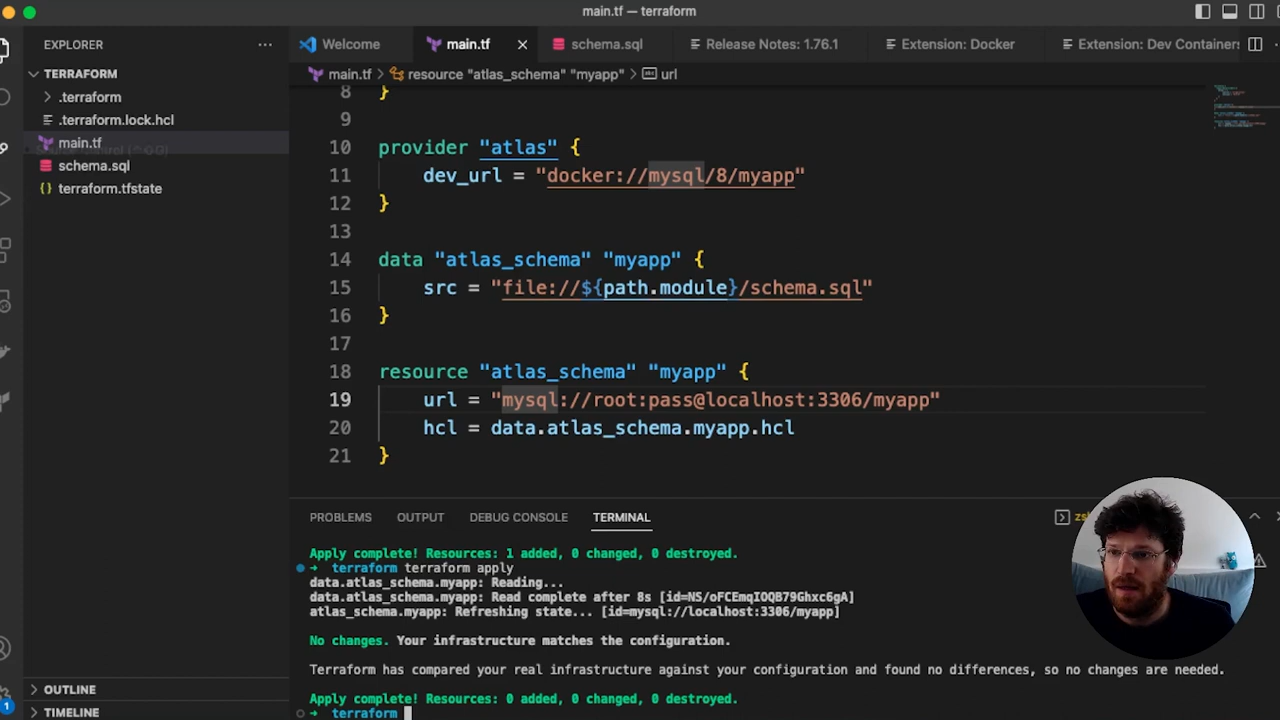 main.tf — terraform
EXPLORER
TERRAFORM
.terraform
.terraform.lock.hcl
main.tf
schema.sql
terraform.tfstate
OUTLINE
TIMELINE
1
Welcome
main.tf
schema.sql
Release Notes: 1.76.1
Extension: Docker
Extension: Dev Containers
main.tf > resource "atlas_schema" "myapp" > abc url
8 }
9
10 provider "atlas" {
11 dev_url = "docker://mysql/8/myapp"
12 }
13
14 data "atlas_schema" "myapp" {
15 src = "file://${path.module}/schema.sql"
16 }
17
18 resource "atlas_schema" "myapp" {
19 url = "mysql://root:pass@localhost:3306/myapp"
20 hcl = data.atlas_schema.myapp.hcl
21 }
PROBLEMS OUTPUT DEBUG CONSOLE TERMINAL
Apply complete! Resources: 1 added, 0 changed, 0 destroyed.
→ terraform terraform apply
data.atlas_schema.myapp: Reading...
data.atlas_schema.myapp: Read complete after 8s [id=NS/oFCEmqIOQB79Ghxc6gA]
atlas_schema.myapp: Refreshing state... [id=mysql://localhost:3306/myapp]
No changes. Your infrastructure matches the configuration.
Terraform has compared your real infrastructure against your configuration and found no differences, so no changes are needed.
Apply complete! Resources: 0 added, 0 changed, 0 destroyed.
→ terraform